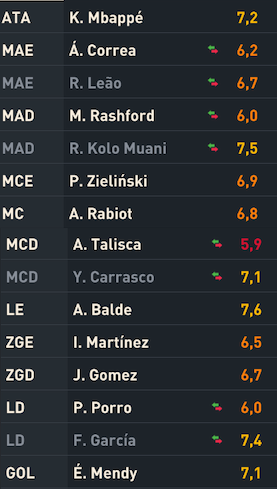 ATA K. Mbappé 7,2
MAE Á. Correa 6,2
MAE R. Leão 6,7
MAD M. Rashford 6,0
MAD R. Kolo Muani 7,5
MCE P. Zieliński 6,9
MC A. Rabiot 6,8
MCD A. Talisca 5,9
MCD Y. Carrasco 7,1
LE A. Balde 7,6
ZGE I. Martínez 6,5
ZGD J. Gomez 6,7
LD P. Porro 6,0
LD F. García 7,4
GOL É. Mendy 7,1